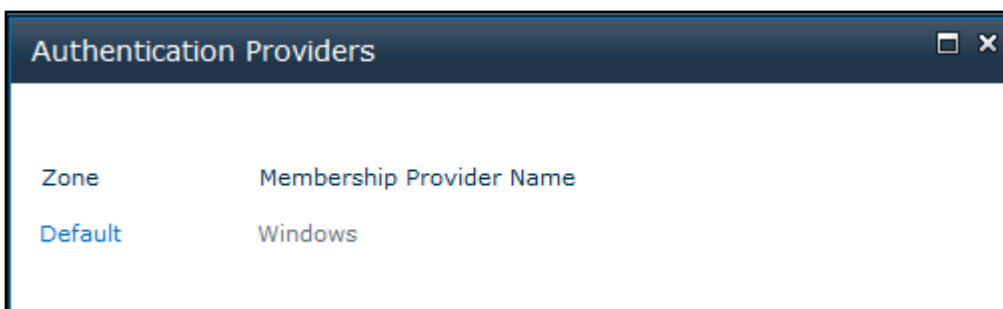 Authentication Providers
Zone Membership Provider Name
Default Windows